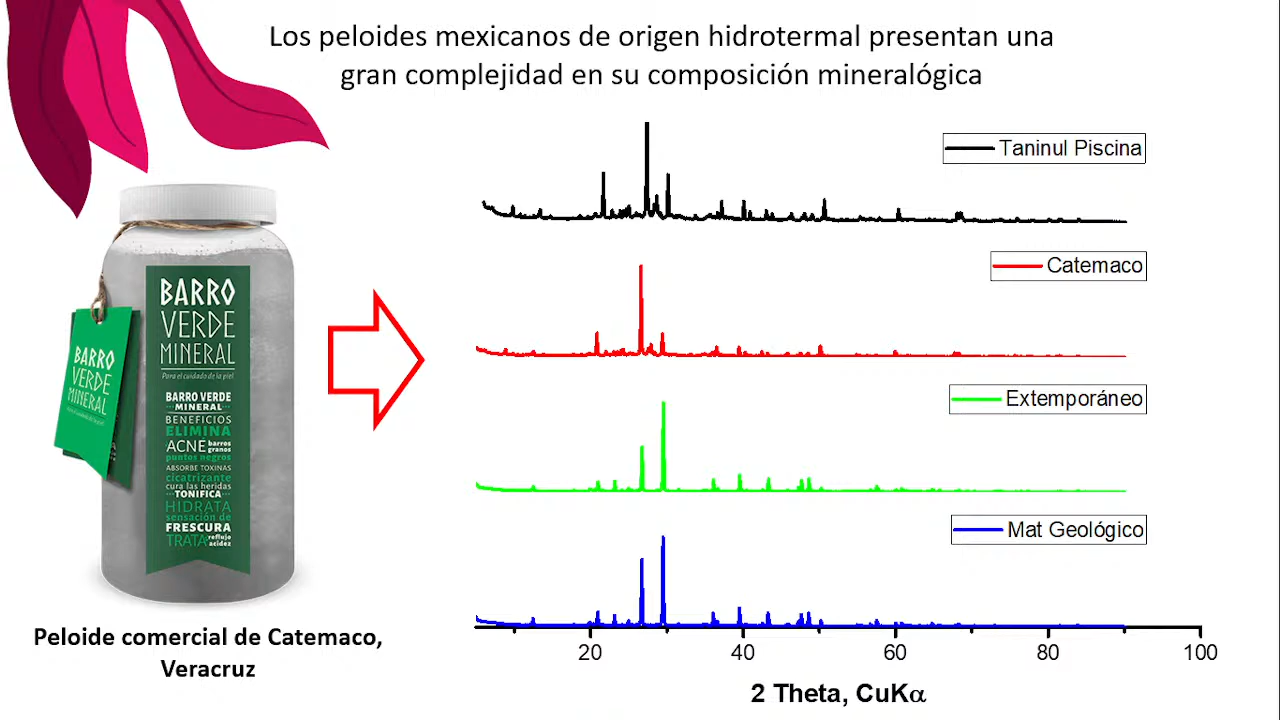 Los peloides mexicanos de origen hidrotermal presentan una
gran complejidad en su composición mineralógica
BARRO
VERDE
MINERAL
Para el cuidado de la piel
BARRO VERDE
MINERAL
BENEFICIOS
ELIMINA
ACNÉ barros
granos
puntos negros
ABSORBE TOXINAS
cicatrizante
cura las heridas
TONIFICA
HIDRATA
sensación de
FRESCURA
TRATA reflujo
acidez
BARRO
VERDE
MINERAL
Peloide comercial de Catemaco,
Veracruz
Taninul Piscina
Catemaco
Extemporáneo
Mat Geológico
20 40 60 80 100
2 Theta, CuKα